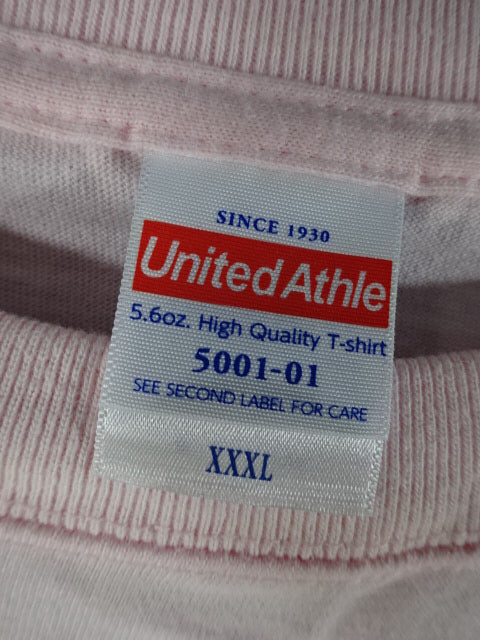 SINCE 1930
United Athle
5.6oz. High Quality T-shirt
5001-01
SEE SECOND LABEL FOR CARE
XXXL